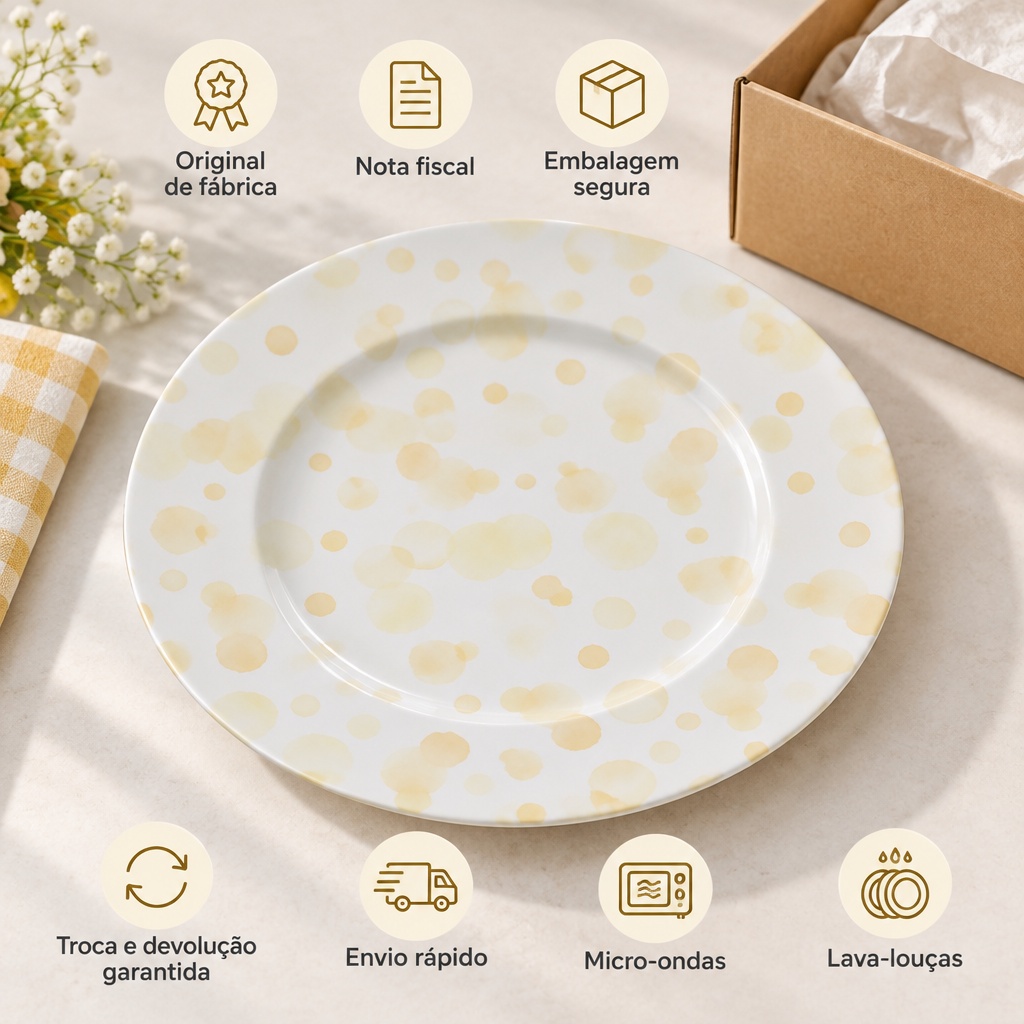 Original
de fábrica
Nota fiscal
Embalagem
segura
Troca e devolução
garantida
Envio rápido
Micro-ondas
Lava-louças